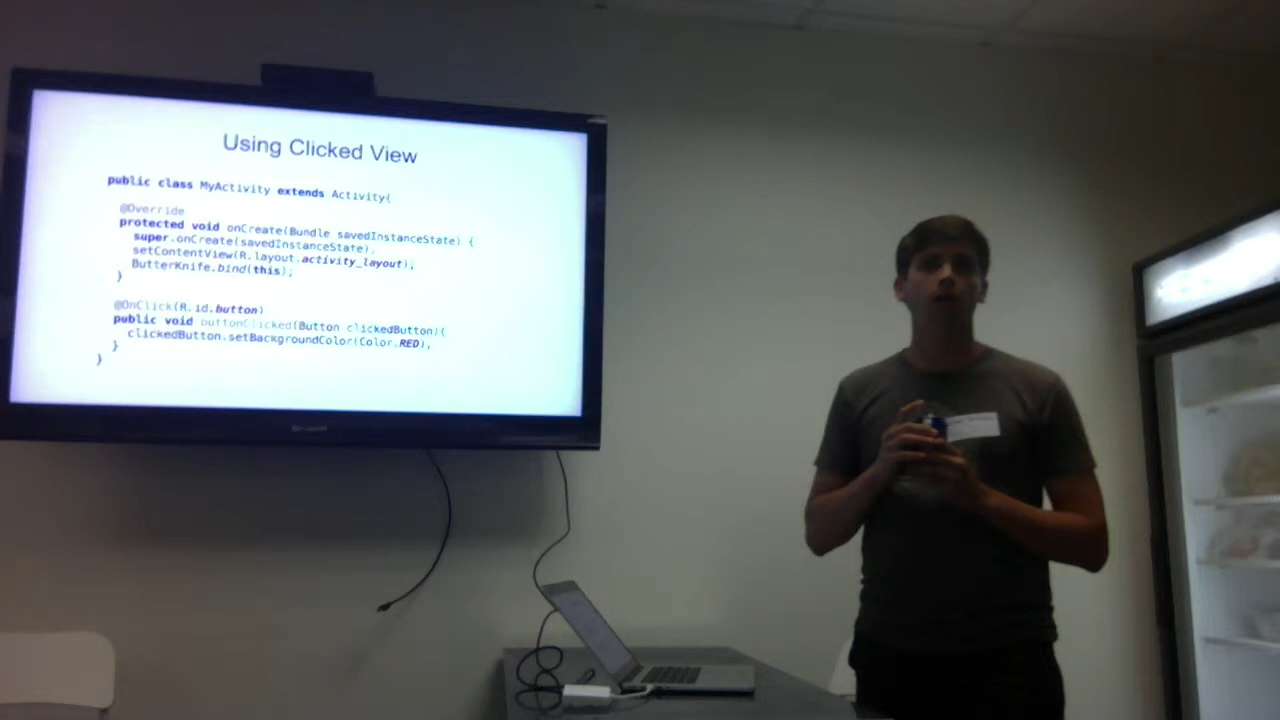 Using Clicked View
public class MyActivity extends Activity{
@Override
protected void onCreate(Bundle savedInstanceState) {
super.onCreate(savedInstanceState);
setContentView(R.layout.activity_layout);
ButterKnife.bind(this);
}
@OnClick(R.id.button)
public void buttonClicked(Button clickedButton){
clickedButton.setBackgroundColor(Color.RED);
}
}